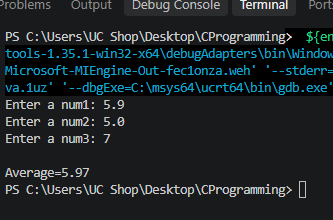 Problems Output Debug Console Terminal Ports
PS C:\Users\UC Shop\Desktop\CProgramming> ${en
tools-1.35.1-win32-x64\debugAdapters\bin\Window
Microsoft-MIEngine-Out-fec1onza.weh' '--stderr=
va.1uz' '--dbgExe=C:\msys64\ucrt64\bin\gdb.exe'
Enter a num1: 5.9
Enter a num2: 5.0
Enter a num3: 7
Average=5.97
PS C:\Users\UC Shop\Desktop\CProgramming>